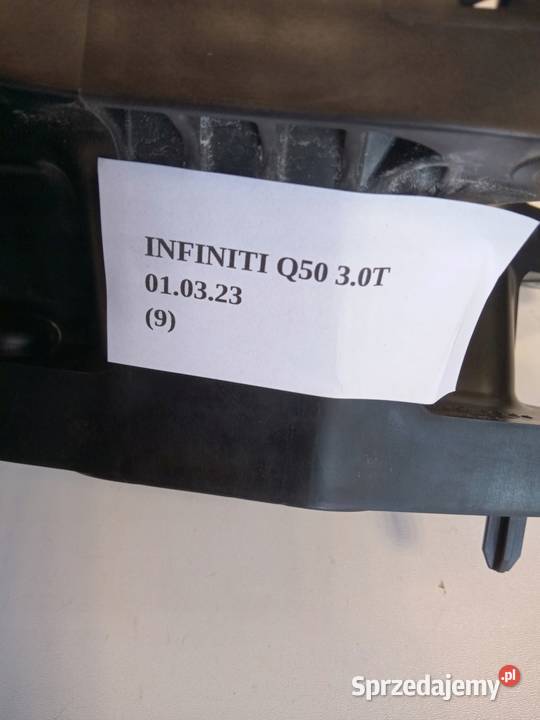 INFINITI Q50 3.0T
01.03.23
(9)
Sprzedajemy.pl